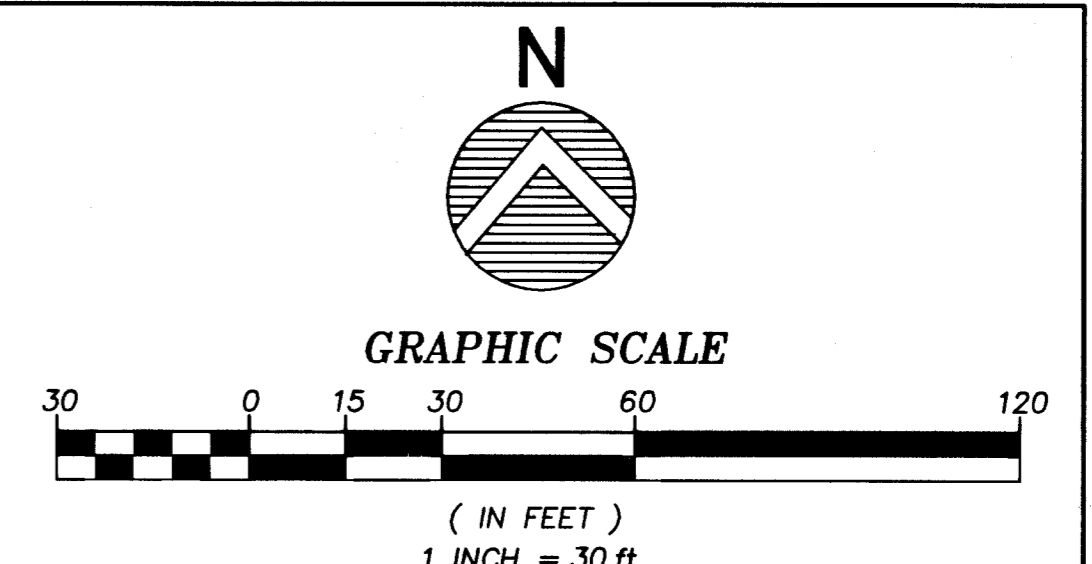 N
GRAPHIC SCALE
30 0 15 30 60 120
( IN FEET )
1 INCH = 30 ft